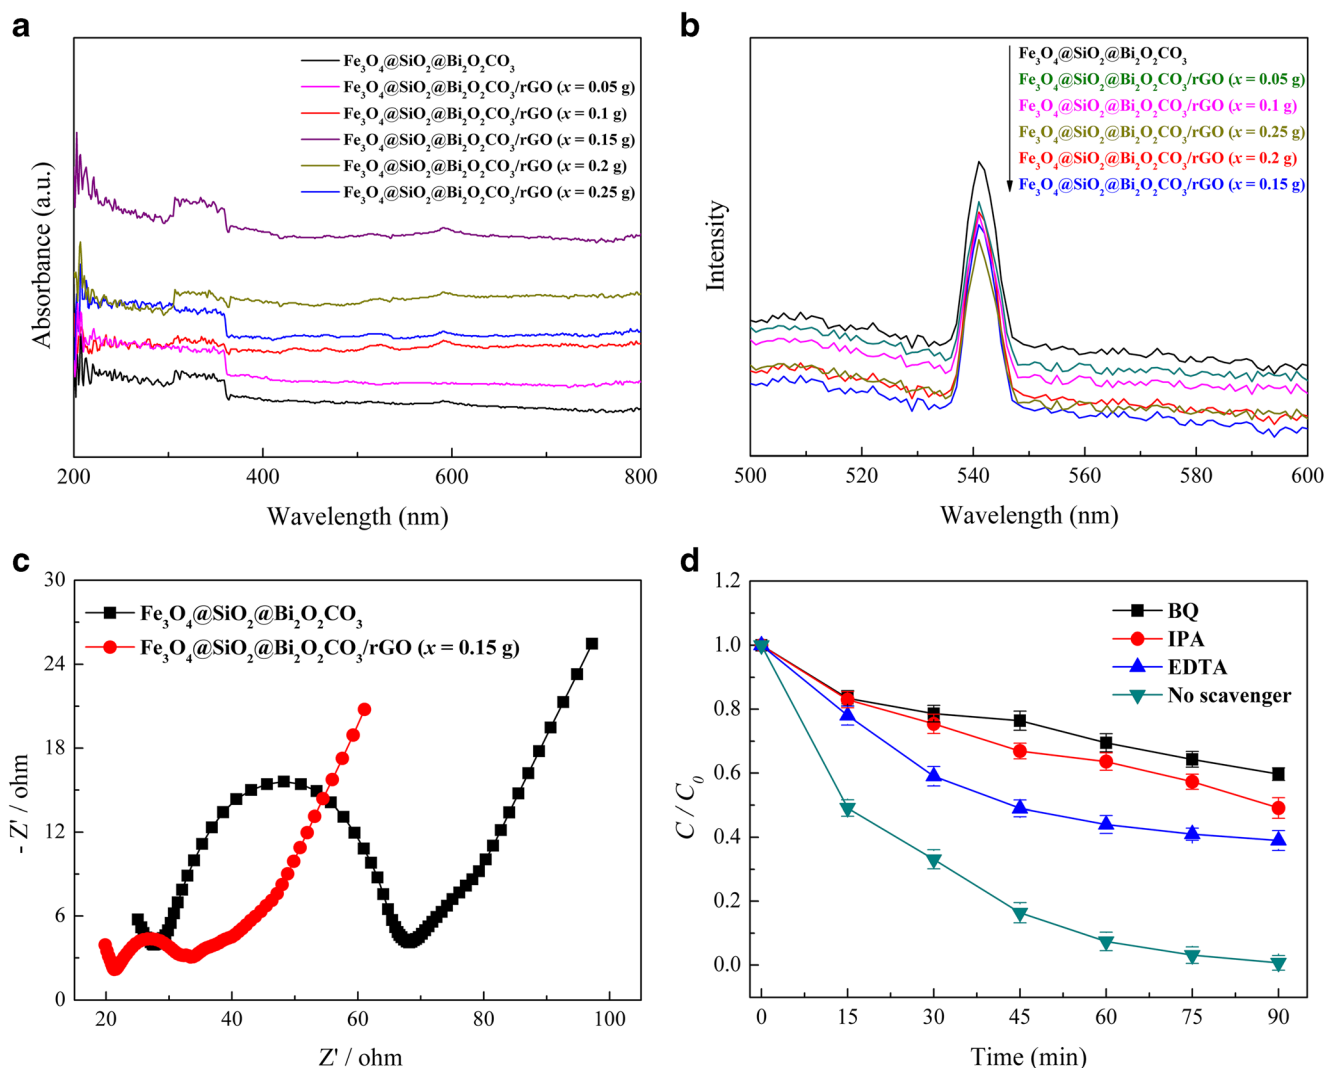 a
Absorbance (a.u.)
Fe₃O₄@SiO₂@Bi₂O₂CO₃
Fe₃O₄@SiO₂@Bi₂O₂CO₃/rGO (x = 0.05 g)
Fe₃O₄@SiO₂@Bi₂O₂CO₃/rGO (x = 0.1 g)
Fe₃O₄@SiO₂@Bi₂O₂CO₃/rGO (x = 0.15 g)
Fe₃O₄@SiO₂@Bi₂O₂CO₃/rGO (x = 0.2 g)
Fe₃O₄@SiO₂@Bi₂O₂CO₃/rGO (x = 0.25 g)
200 400 600 800
Wavelength (nm)
b
Intensity
Fe₃O₄@SiO₂@Bi₂O₂CO₃
Fe₃O₄@SiO₂@Bi₂O₂CO₃/rGO (x = 0.05 g)
Fe₃O₄@SiO₂@Bi₂O₂CO₃/rGO (x = 0.1 g)
Fe₃O₄@SiO₂@Bi₂O₂CO₃/rGO (x = 0.25 g)
Fe₃O₄@SiO₂@Bi₂O₂CO₃/rGO (x = 0.2 g)
Fe₃O₄@SiO₂@Bi₂O₂CO₃/rGO (x = 0.15 g)
500 520 540 560 580 600
Wavelength (nm)
c
- Z' / ohm
30
24
18
12
6
0
Fe₃O₄@SiO₂@Bi₂O₂CO₃
Fe₃O₄@SiO₂@Bi₂O₂CO₃/rGO (x = 0.15 g)
20 40 60 80 100
Z' / ohm
d
C / C₀
1.2
1.0
0.8
0.6
0.4
0.2
0.0
BQ
IPA
EDTA
No scavenger
0 15 30 45 60 75 90
Time (min)